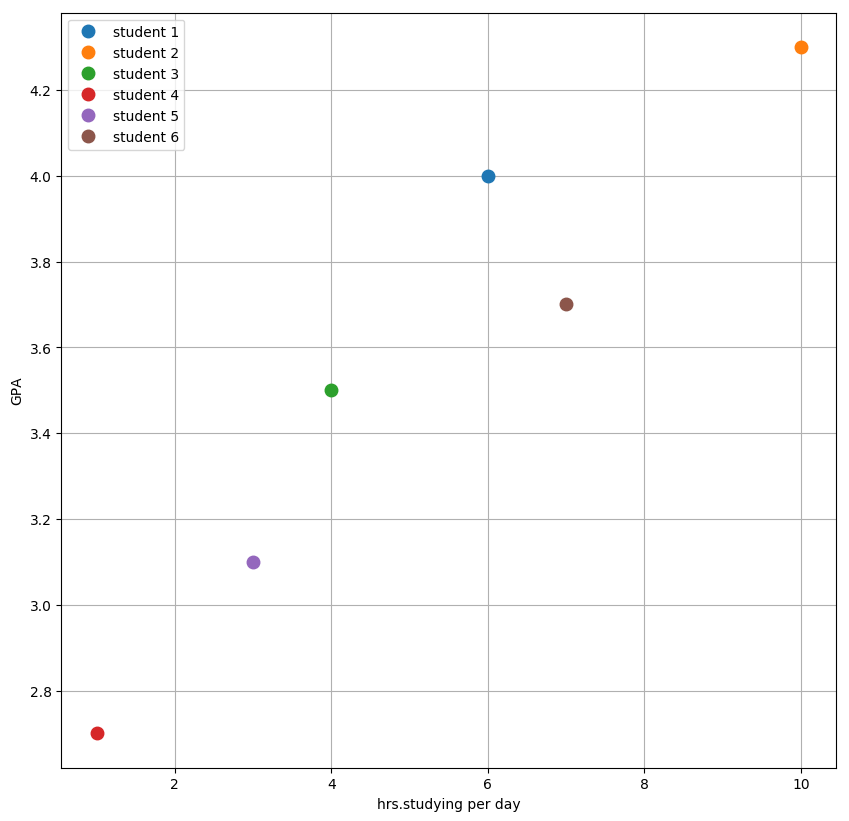 student 1
student 2
student 3
student 4
student 5
student 6
4.2
4.0
3.8
3.6
3.4
3.2
3.0
2.8
GPA
2 4 6 8 10
hrs.studying per day